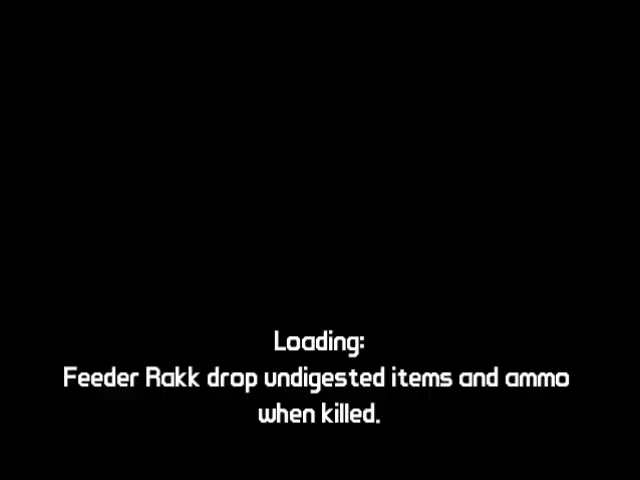 Loading:
Feeder Rakk drop undigested items and ammo
when killed.